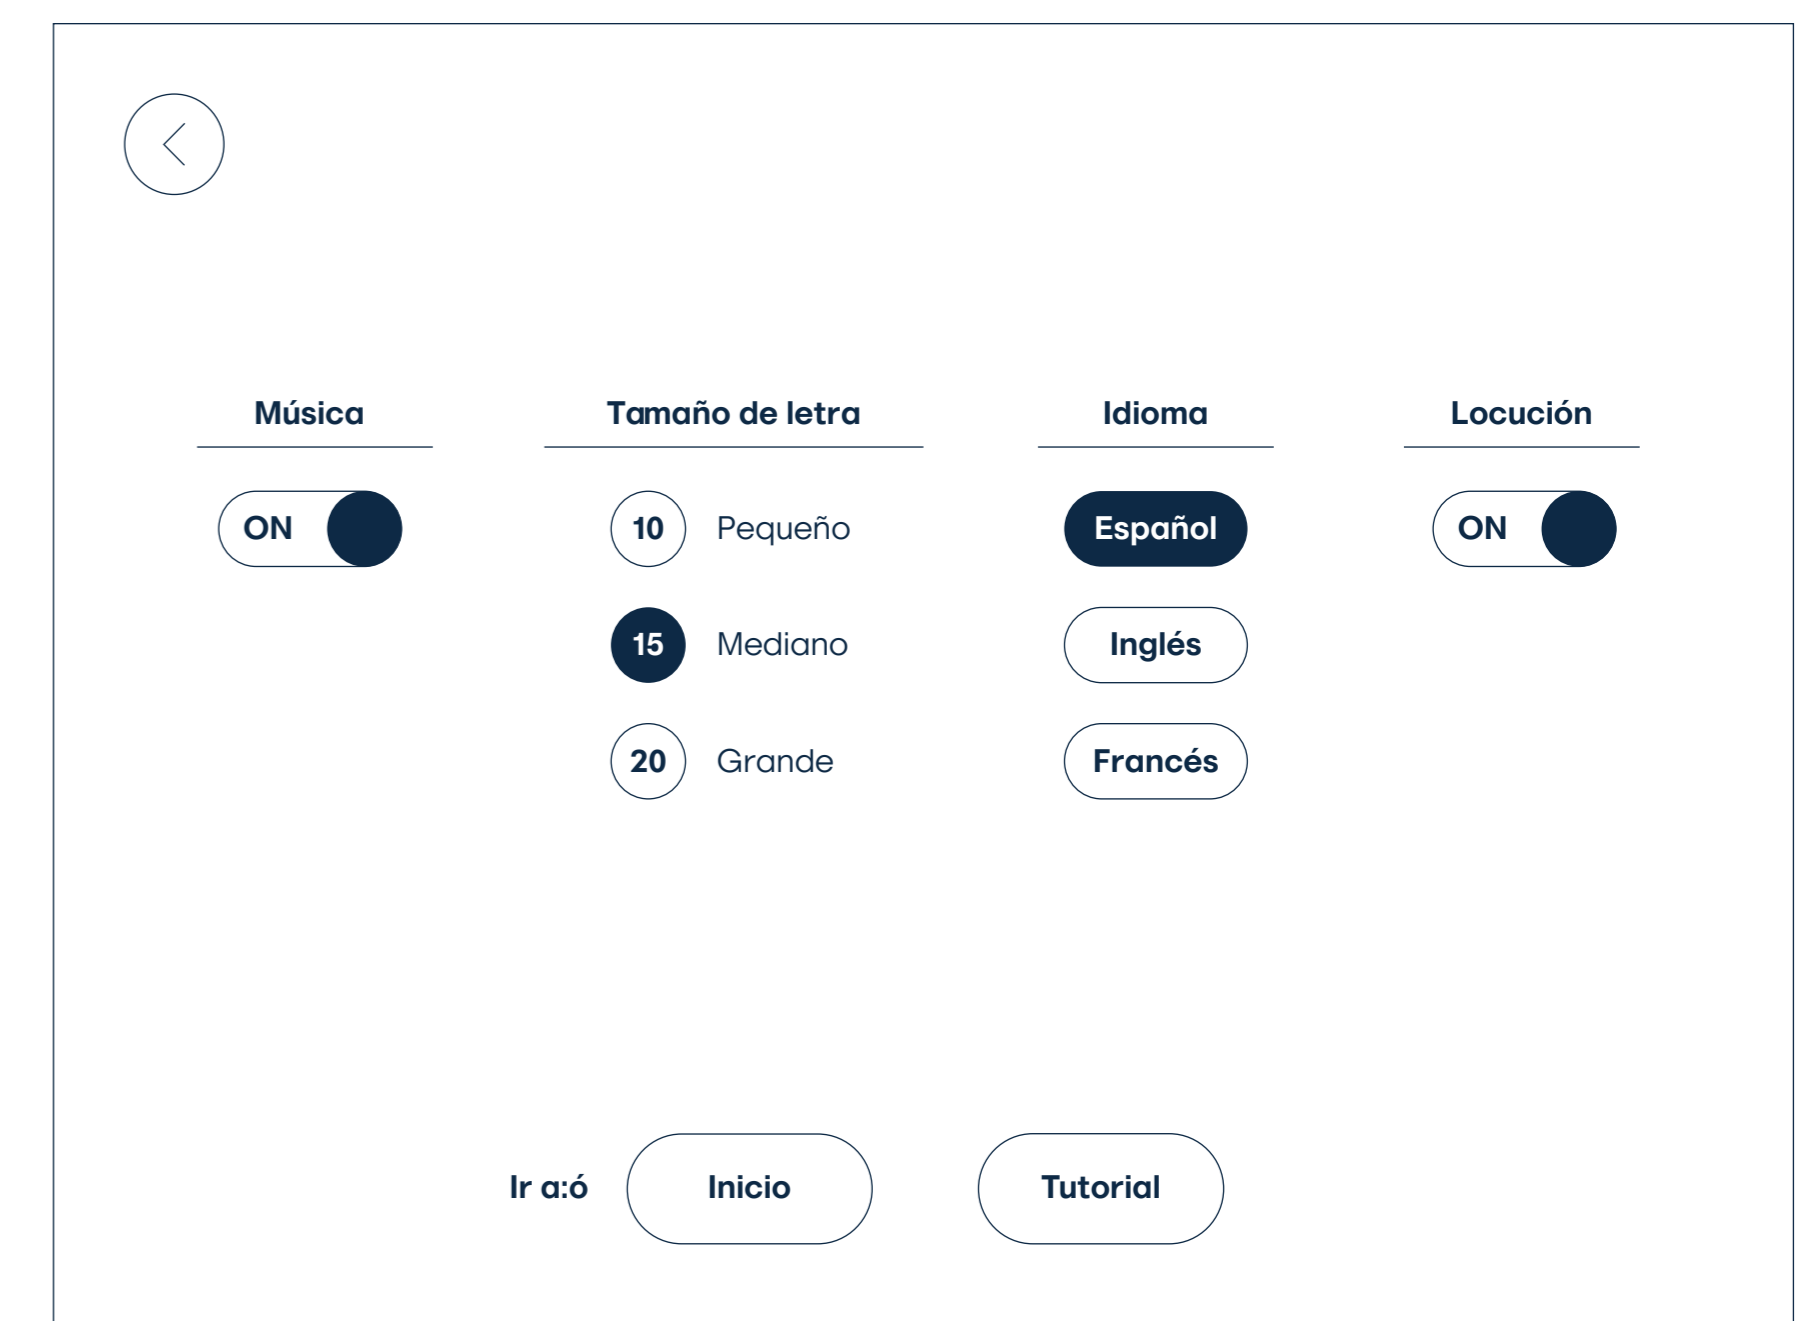 Música
Tamaño de letra
Idioma
Locución
ON
10 Pequeño
Español
ON
15 Mediano
Inglés
20 Grande
Francés
Ir a:ó
Inicio
Tutorial